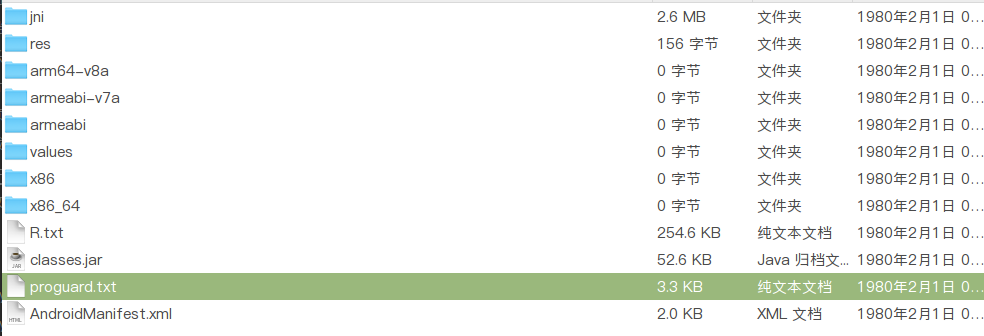 jni 2.6 MB 文件夹 1980年2月1日 0...
res 156 字节 文件夹 1980年2月1日 0...
arm64-v8a 0 字节 文件夹 1980年2月1日 0...
armeabi-v7a 0 字节 文件夹 1980年2月1日 0...
armeabi 0 字节 文件夹 1980年2月1日 0...
values 0 字节 文件夹 1980年2月1日 0...
x86 0 字节 文件夹 1980年2月1日 0...
x86_64 0 字节 文件夹 1980年2月1日 0...
R.txt 254.6 KB 纯文本文档 1980年2月1日 0...
JAR classes.jar 52.6 KB Java 归档文... 1980年2月1日 0...
proguard.txt 3.3 KB 纯文本文档 1980年2月1日 0...
HTML AndroidManifest.xml 2.0 KB XML 文档 1980年2月1日 0...